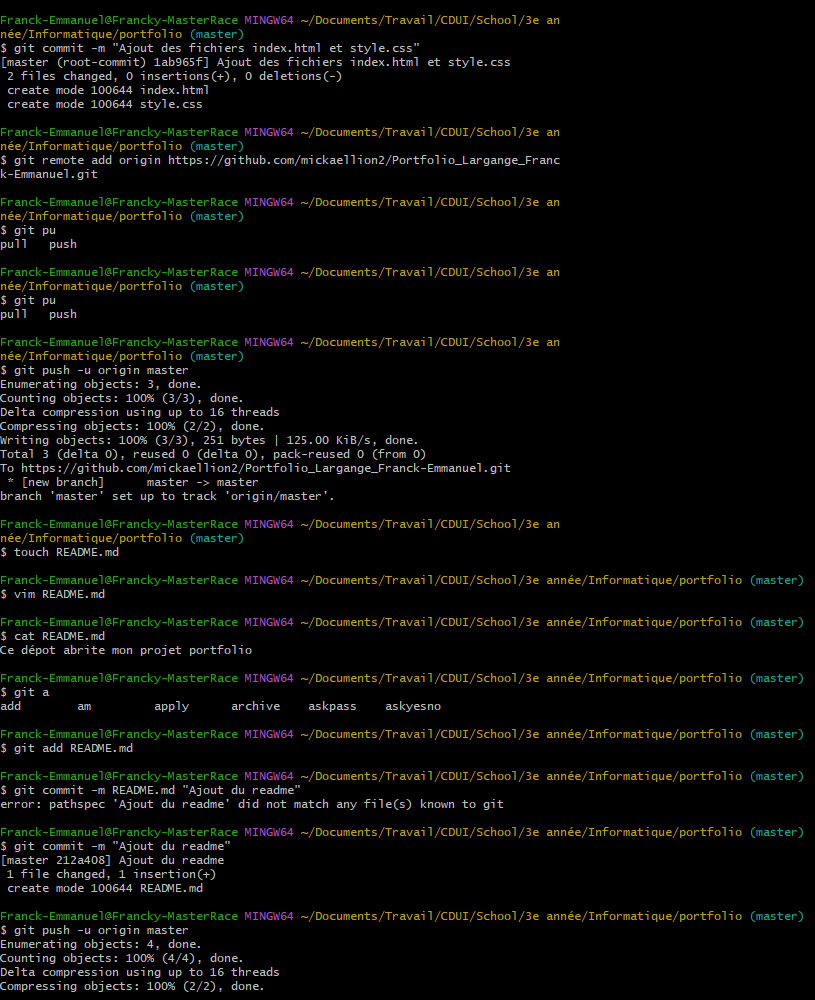 Franck-Emmanuel@Francky-MasterRace MINGW64 ~/Documents/Travail/CDUI/School/3e an
née/Informatique/portfolio (master)
$ git commit -m "Ajout des fichiers index.html et style.css"
[master (root-commit) 1ab965f] Ajout des fichiers index.html et style.css
 2 files changed, 0 insertions(+), 0 deletions(-)
 create mode 100644 index.html
 create mode 100644 style.css
Franck-Emmanuel@Francky-MasterRace MINGW64 ~/Documents/Travail/CDUI/School/3e an
née/Informatique/portfolio (master)
$ git remote add origin https://github.com/mickaellion2/Portfolio_Largange_Franc
k-Emmanuel.git
Franck-Emmanuel@Francky-MasterRace MINGW64 ~/Documents/Travail/CDUI/School/3e an
née/Informatique/portfolio (master)
$ git pu
pull   push
Franck-Emmanuel@Francky-MasterRace MINGW64 ~/Documents/Travail/CDUI/School/3e an
née/Informatique/portfolio (master)
$ git pu
pull   push
Franck-Emmanuel@Francky-MasterRace MINGW64 ~/Documents/Travail/CDUI/School/3e an
née/Informatique/portfolio (master)
$ git push -u origin master
Enumerating objects: 3, done.
Counting objects: 100% (3/3), done.
Delta compression using up to 16 threads
Compressing objects: 100% (2/2), done.
Writing objects: 100% (3/3), 251 bytes | 125.00 KiB/s, done.
Total 3 (delta 0), reused 0 (delta 0), pack-reused 0 (from 0)
To https://github.com/mickaellion2/Portfolio_Largange_Franck-Emmanuel.git
 * [new branch]      master -> master
branch 'master' set up to track 'origin/master'.
Franck-Emmanuel@Francky-MasterRace MINGW64 ~/Documents/Travail/CDUI/School/3e an
née/Informatique/portfolio (master)
$ touch README.md
Franck-Emmanuel@Francky-MasterRace MINGW64 ~/Documents/Travail/CDUI/School/3e année/Informatique/portfolio (master)
$ vim README.md
Franck-Emmanuel@Francky-MasterRace MINGW64 ~/Documents/Travail/CDUI/School/3e année/Informatique/portfolio (master)
$ cat README.md
Ce dépot abrite mon projet portfolio
Franck-Emmanuel@Francky-MasterRace MINGW64 ~/Documents/Travail/CDUI/School/3e année/Informatique/portfolio (master)
$ git a
add        am         apply      archive    askpass    askyesno
Franck-Emmanuel@Francky-MasterRace MINGW64 ~/Documents/Travail/CDUI/School/3e année/Informatique/portfolio (master)
$ git add README.md
Franck-Emmanuel@Francky-MasterRace MINGW64 ~/Documents/Travail/CDUI/School/3e année/Informatique/portfolio (master)
$ git commit -m README.md "Ajout du readme"
error: pathspec 'Ajout du readme' did not match any file(s) known to git
Franck-Emmanuel@Francky-MasterRace MINGW64 ~/Documents/Travail/CDUI/School/3e année/Informatique/portfolio (master)
$ git commit -m "Ajout du readme"
[master 212a408] Ajout du readme
 1 file changed, 1 insertion(+)
 create mode 100644 README.md
Franck-Emmanuel@Francky-MasterRace MINGW64 ~/Documents/Travail/CDUI/School/3e année/Informatique/portfolio (master)
$ git push -u origin master
Enumerating objects: 4, done.
Counting objects: 100% (4/4), done.
Delta compression using up to 16 threads
Compressing objects: 100% (2/2), done.